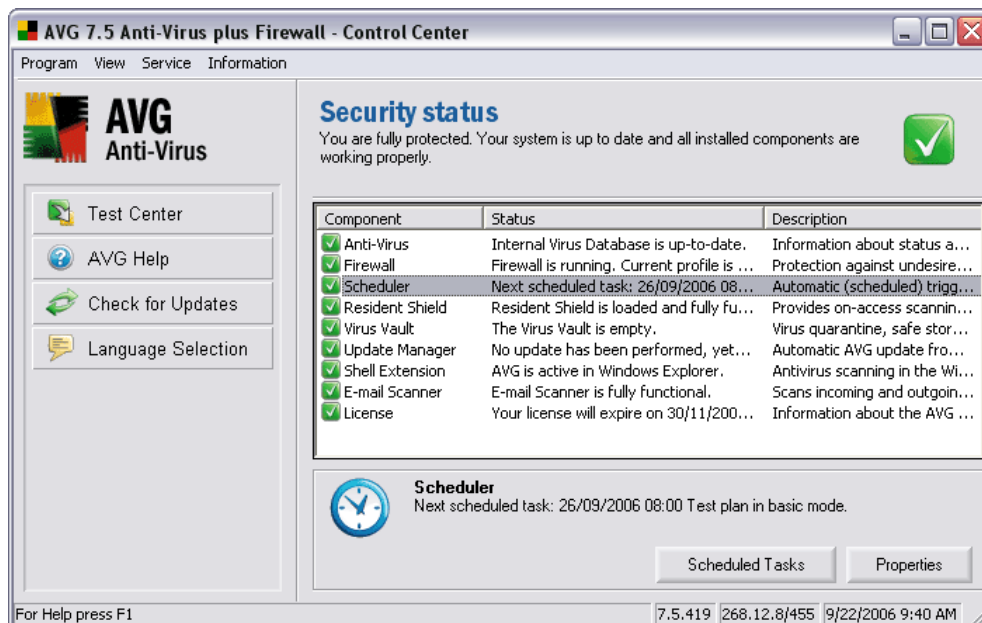 AVG 7.5 Anti-Virus plus Firewall - Control Center
Program View Service Information
AVG
Anti-Virus
Test Center
AVG Help
Check for Updates
Language Selection
Security status
You are fully protected. Your system is up to date and all installed components are
working properly.
Component Status Description
Anti-Virus Internal Virus Database is up-to-date. Information about status a...
Firewall Firewall is running. Current profile is ... Protection against undesire...
Scheduler Next scheduled task: 26/09/2006 08... Automatic (scheduled) trigg...
Resident Shield Resident Shield is loaded and fully fu... Provides on-access scannin...
Virus Vault The Virus Vault is empty. Virus quarantine, safe stor...
Update Manager No update has been performed, yet... Automatic AVG update fro...
Shell Extension AVG is active in Windows Explorer. Antivirus scanning in the Wi...
E-mail Scanner E-mail Scanner is fully functional. Scans incoming and outgoin...
License Your license will expire on 30/11/200... Information about the AVG ...
Scheduler
Next scheduled task: 26/09/2006 08:00 Test plan in basic mode.
Scheduled Tasks Properties
For Help press F1 7.5.419 268.12.8/455 9/22/2006 9:40 AM